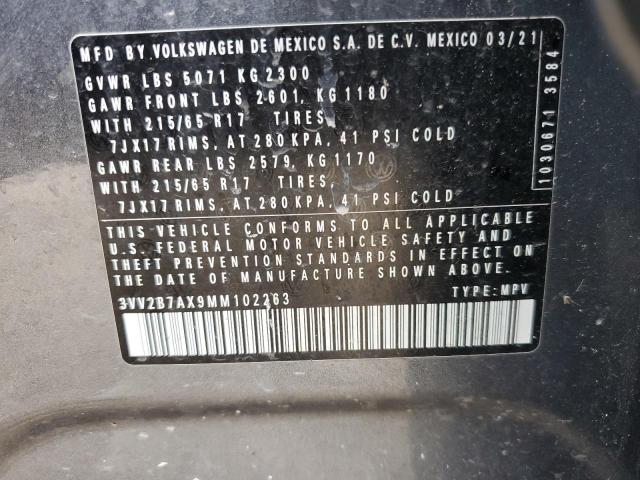 MFD BY VOLKSWAGEN DE MEXICO S.A. DE C.V. MEXICO 03/21
GVWR LBS 5071 KG 2300
GAWR FRONT LBS 2601, KG 1180
WITH 215/65 R17 TIRES,
7JX17 RIMS, AT 280 KPA, 41 PSI COLD
GAWR REAR LBS 2579, KG 1170
WITH 215/65 R17 TIRES,
7JX17 RIMS, AT 280 KPA, 41 PSI COLD
THIS VEHICLE CONFORMS TO ALL APPLICABLE
U.S. FEDERAL MOTOR VEHICLE SAFETY AND
THEFT PREVENTION STANDARDS IN EFFECT ON
THE DATE OF MANUFACTURE SHOWN ABOVE.
3VV2B7AX9MM102263 TYPE: MPV
1030671 3584